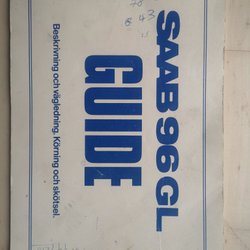 SAAB 96 GL
GUIDE
Beskrivning och vägledning. Körning och skötsel.